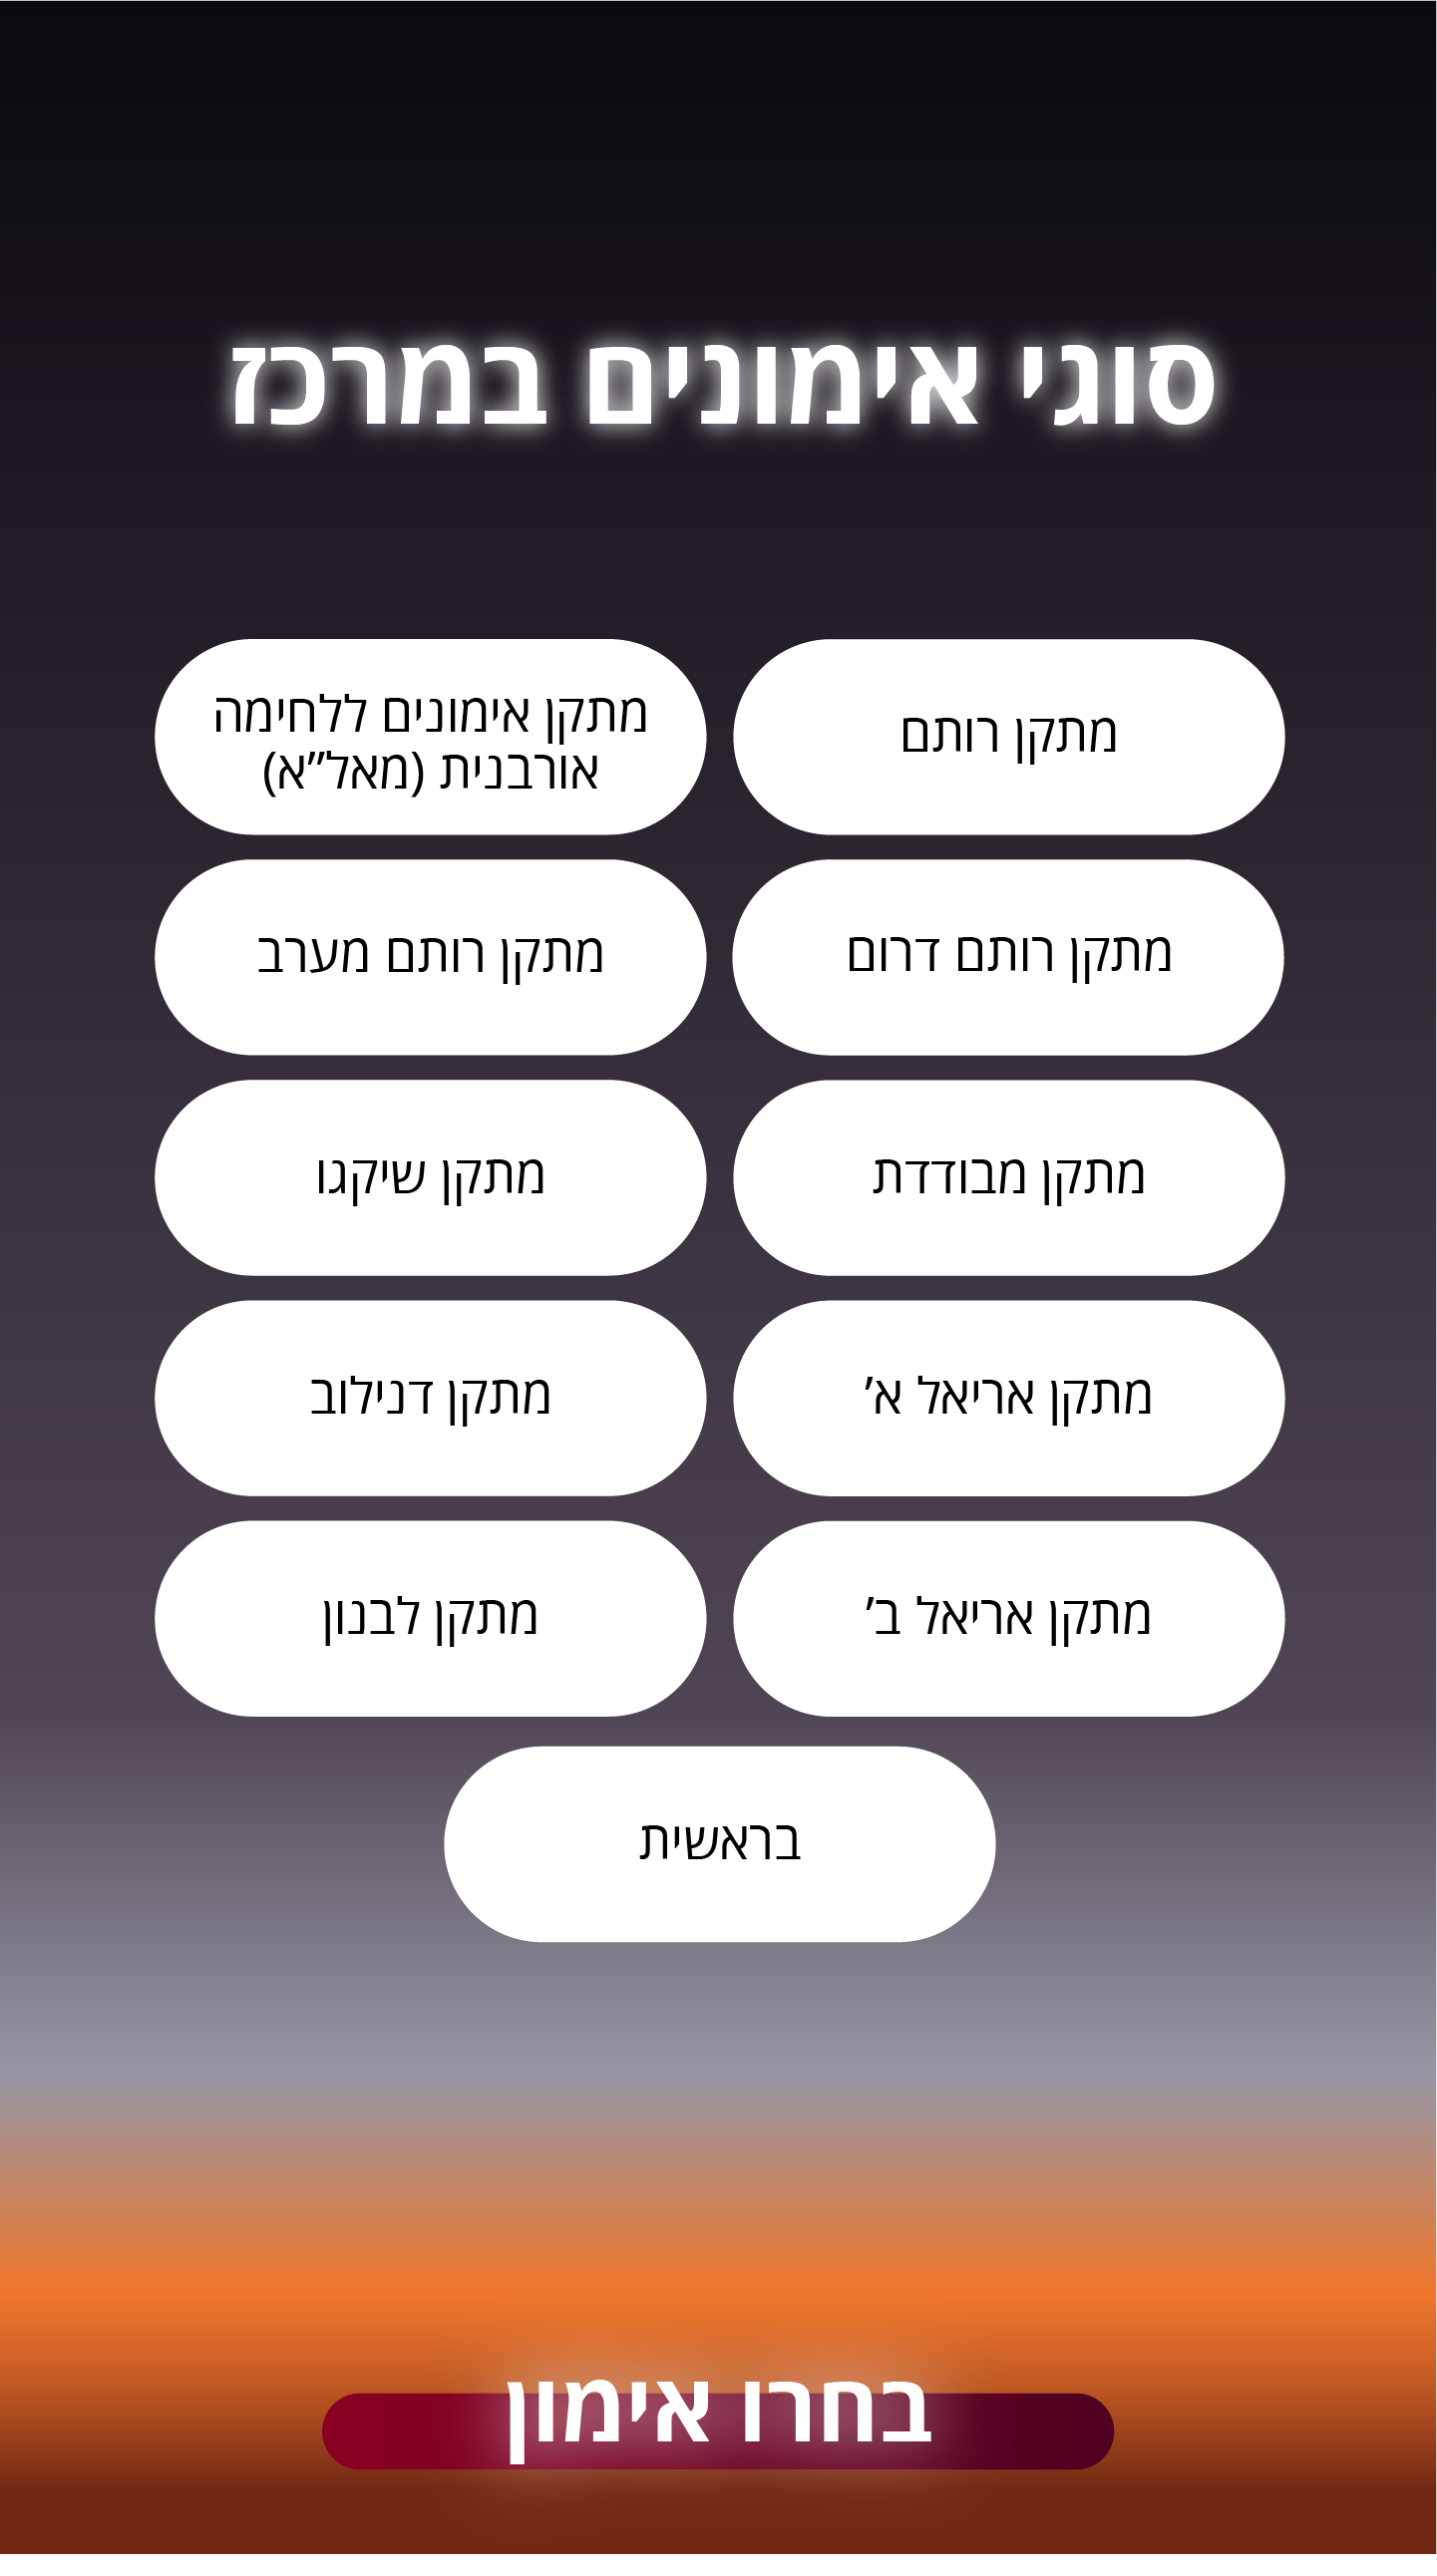 סוגי אימונים במרכז
מתקן רותם
מתקן אימונים ללחימה
אורבנית (מאל״א)
מתקן רותם דרום
מתקן רותם מערב
מתקן מבודדת
מתקן שיקגו
מתקן אריאל א׳
מתקן דנילוב
מתקן אריאל ב׳
מתקן לבנון
בראשית
בחרו אימון